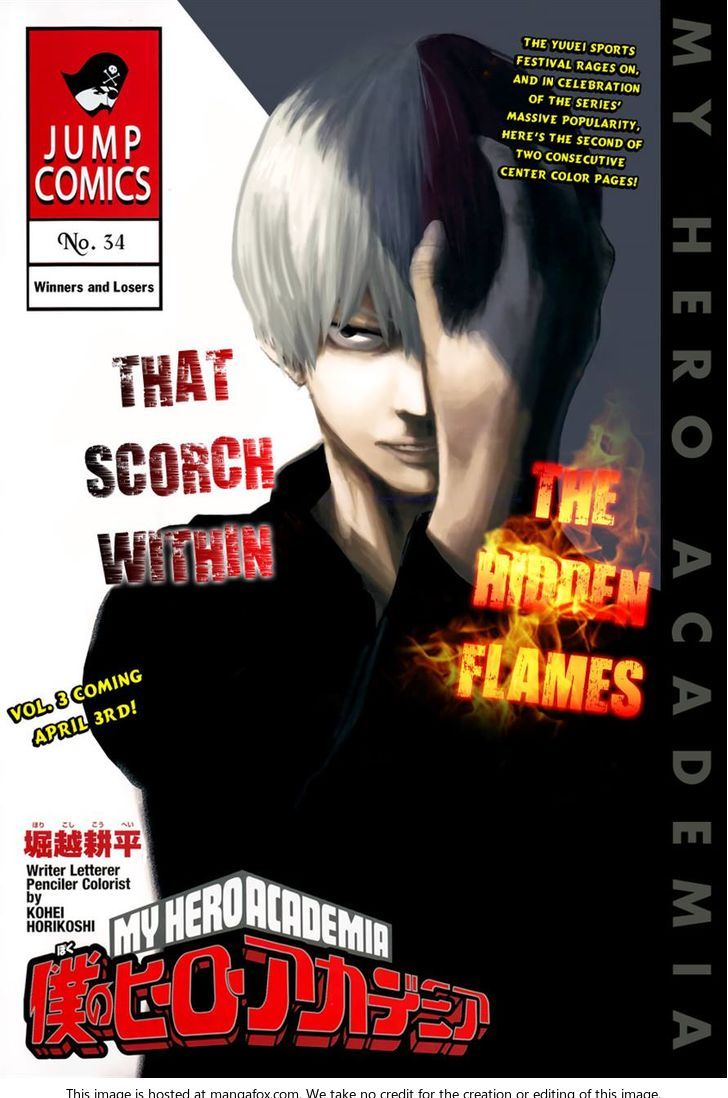 JUMP
COMICS
No. 34
Winners and Losers
THE YUUEI SPORTS
FESTIVAL RAGES ON,
AND IN CELEBRATION
OF THE SERIES'
MASSIVE POPULARITY,
HERE'S THE SECOND OF
TWO CONSECUTIVE
CENTER COLOR PAGES!
MY HERO ACADEMIA
THE
HIDDEN
FLAMES
THAT
SCORCH
WITHIN
VOL. 3 COMING
APRIL 3RD!
ほり こし こう へい
堀越耕平
Writer Letterer
Penciler Colorist
by
KOHEI
HORIKOSHI
MY HERO ACADEMIA
ぼく
僕のヒーローアカデミア
This image is hosted at mangafox.com. We take no credit for the creation or editing of this image.